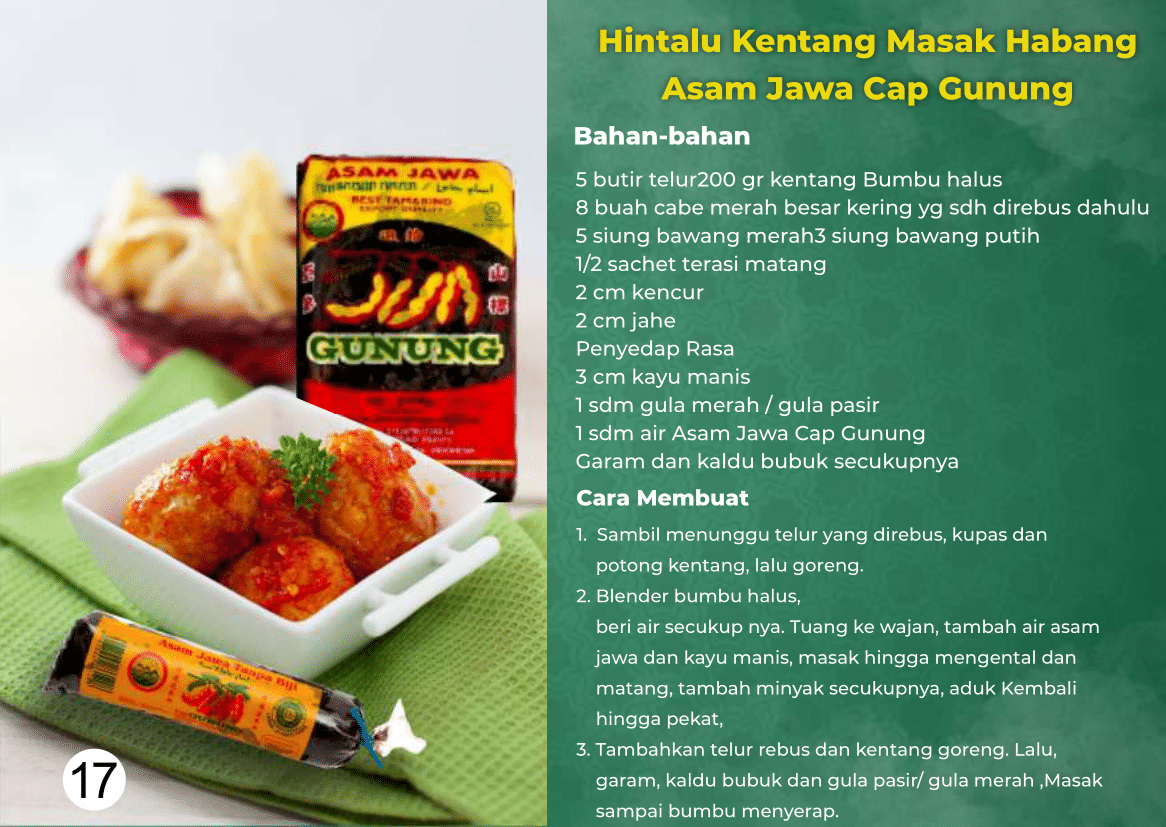 Hintalu Kentang Masak Habang
Asam Jawa Cap Gunung
Bahan-bahan
5 butir telur200 gr kentang Bumbu halus
8 buah cabe merah besar kering yg sdh direbus dahulu
5 siung bawang merah3 siung bawang putih
1/2 sachet terasi matang
2 cm kencur
2 cm jahe
Penyedap Rasa
3 cm kayu manis
1 sdm gula merah / gula pasir
1 sdm air Asam Jawa Cap Gunung
Garam dan kaldu bubuk secukupnya
Cara Membuat
1. Sambil menunggu telur yang direbus, kupas dan
potong kentang, lalu goreng.
2. Blender bumbu halus,
beri air secukup nya. Tuang ke wajan, tambah air asam
jawa dan kayu manis, masak hingga mengental dan
matang, tambah minyak secukupnya, aduk Kembali
hingga pekat,
3. Tambahkan telur rebus dan kentang goreng. Lalu,
garam, kaldu bubuk dan gula pasir/ gula merah ,Masak
sampai bumbu menyerap.
ASAM JAWA
BEST TAMARIND
EXPORT QUALITY
GUNUNG
Asam Jawa Tanpa Biji
GUNUNG
17